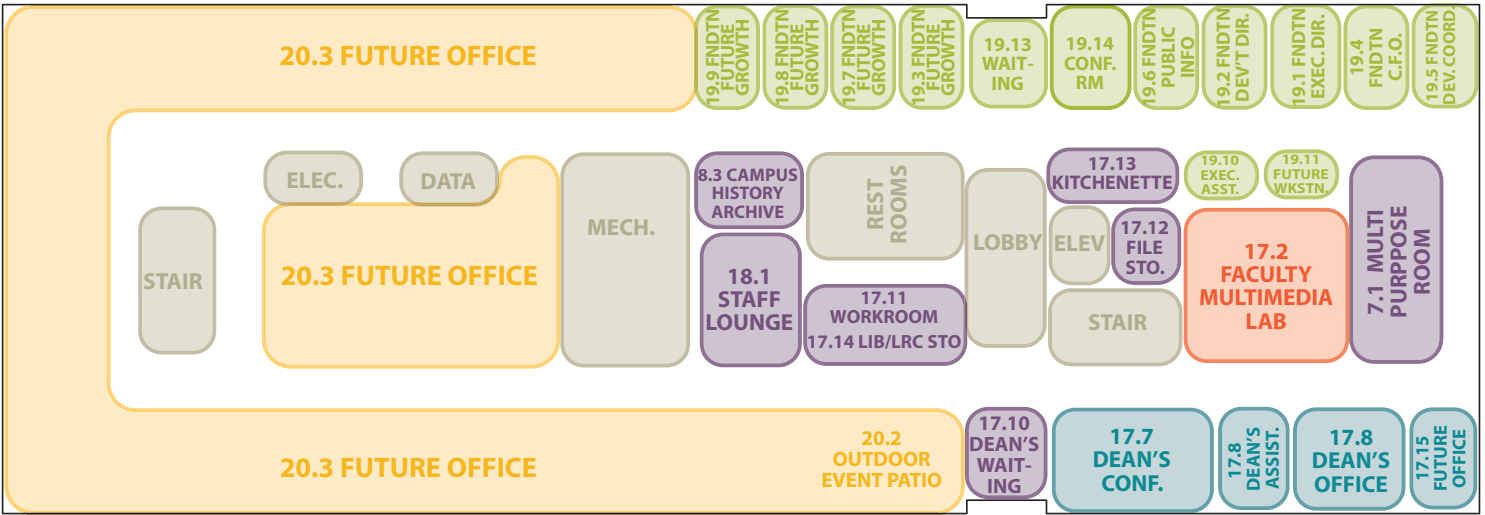 20.3 FUTURE OFFICE
19.9 FNDTN
FUTURE
GROWTH
19.8 FNDTN
FUTURE
GROWTH
19.7 FNDTN
FUTURE
GROWTH
19.3 FNDTN
FUTURE
GROWTH
19.13
WAIT-
ING
19.14
CONF.
RM
19.6 FNDTN
PUBLIC
INFO
19.2 FNDTN
DEV'T DIR.
19.1 FNDTN
EXEC. DIR.
19.4
FNDTN
C.F.O.
19.5 FNDTN
DEV. COORD.
ELEC.
DATA
STAIR
20.3 FUTURE OFFICE
MECH.
8.3 CAMPUS
HISTORY
ARCHIVE
18.1
STAFF
LOUNGE
REST
ROOMS
17.11
WORKROOM
17.14 LIB/LRC STO
LOBBY
17.13
KITCHENETTE
ELEV
17.12
FILE
STO.
STAIR
19.10
EXEC.
ASST.
19.11
FUTURE
WKSTN.
17.2
FACULTY
MULTIMEDIA
LAB
7.1 MULTI
PURPPOSE
ROOM
20.3 FUTURE OFFICE
20.2
OUTDOOR
EVENT PATIO
17.10
DEAN'S
WAIT-
ING
17.7
DEAN'S
CONF.
17.8
DEAN'S
ASSIST.
17.8
DEAN'S
OFFICE
17.15
FUTURE
OFFICE